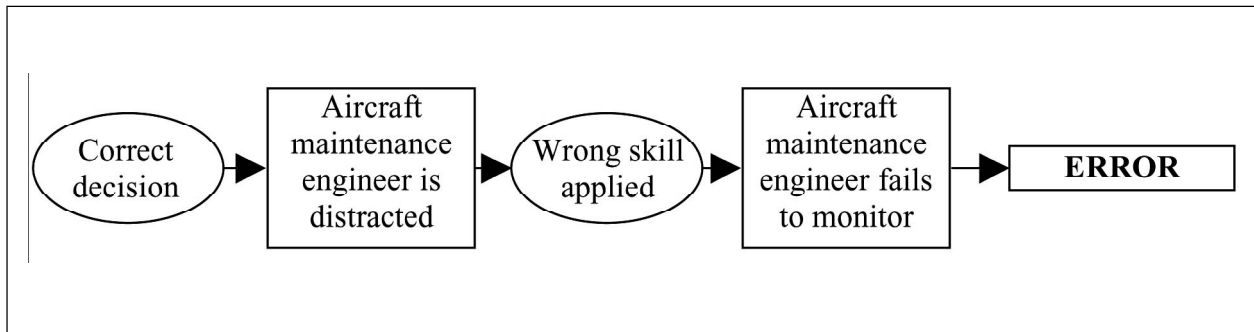 Correct
decision
Aircraft
maintenance
engineer is
distracted
Wrong skill
applied
Aircraft
maintenance
engineer fails
to monitor
ERROR